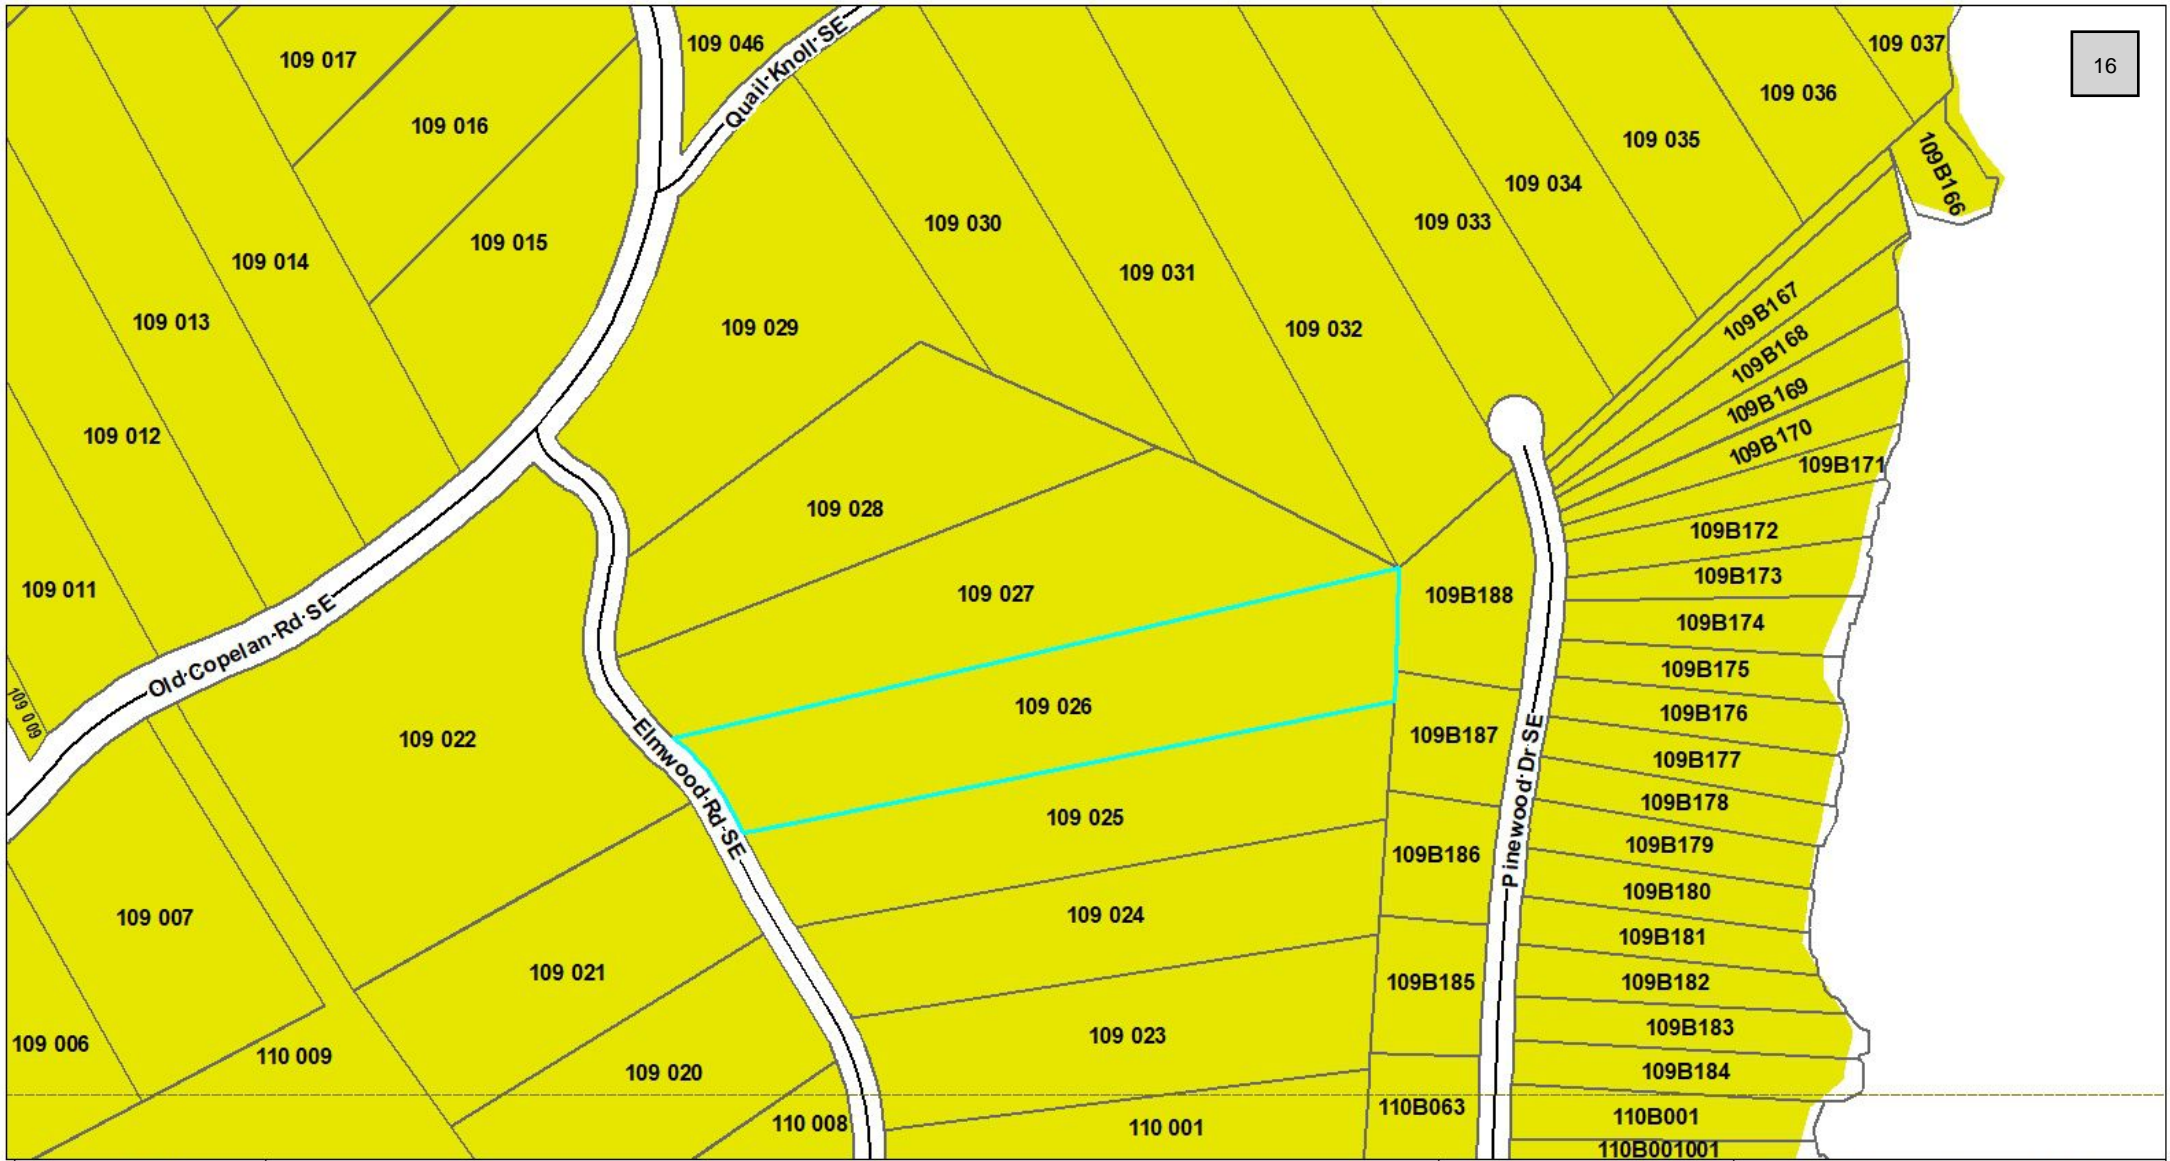 109 017
109 046
Quail Knoll SE
109 037
16
109 036
109 016
109 035
109B166
109 034
109 030
109 033
109 015
109 014
109 031
109 013
109 029
109 032
109B167
109B168
109B169
109B170
109 012
109B171
109 028
109B172
109B173
109 011
109 027
109B188
Old Copelan Rd SE
109B174
109B175
109 009
109 026
109B176
109 022
Elmwood Rd SE
109B187
Pinewood Dr SE
109B177
109B178
109 025
109B179
109B186
109B180
109 007
109 024
109B181
109 021
109B185
109B182
109B183
109 023
109 006
110 009
109 020
109B184
110B063
110 008
110 001
110B001
110B001001